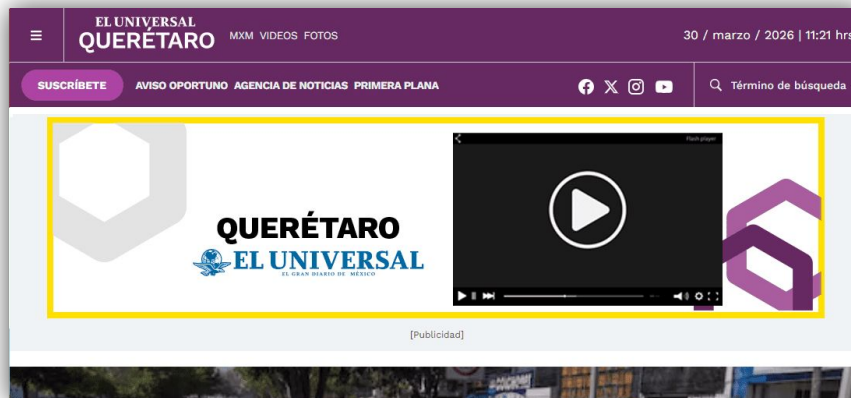 EL UNIVERSAL
QUERÉTARO
MXM VIDEOS FOTOS
30 / marzo / 2026 | 11:21 hrs
SUSCRÍBETE
AVISO OPORTUNO AGENCIA DE NOTICIAS PRIMERA PLANA
Término de búsqueda
Flash player
QUERÉTARO
EL UNIVERSAL
EL GRAN DIARIO DE MÉXICO
[Publicidad]